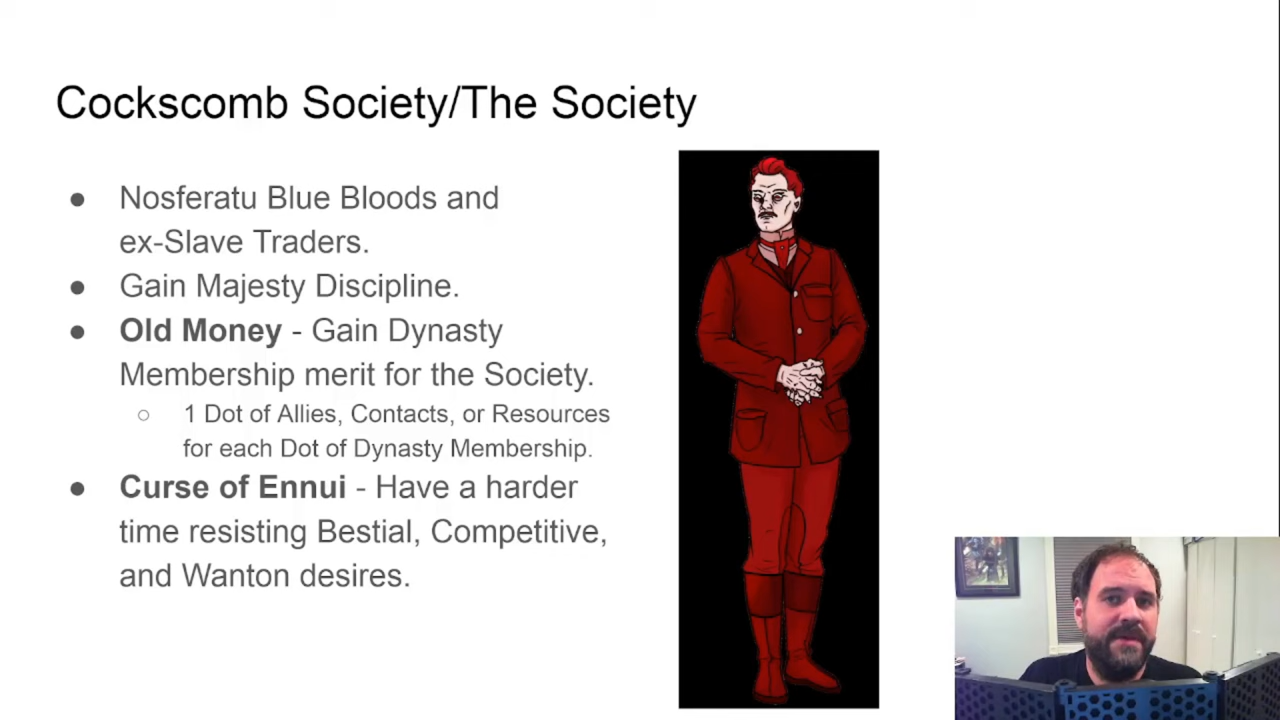 Cockscomb Society/The Society
● Nosferatu Blue Bloods and
ex-Slave Traders.
● Gain Majesty Discipline.
● Old Money - Gain Dynasty
Membership merit for the Society.
○ 1 Dot of Allies, Contacts, or Resources
for each Dot of Dynasty Membership.
● Curse of Ennui - Have a harder
time resisting Bestial, Competitive,
and Wanton desires.